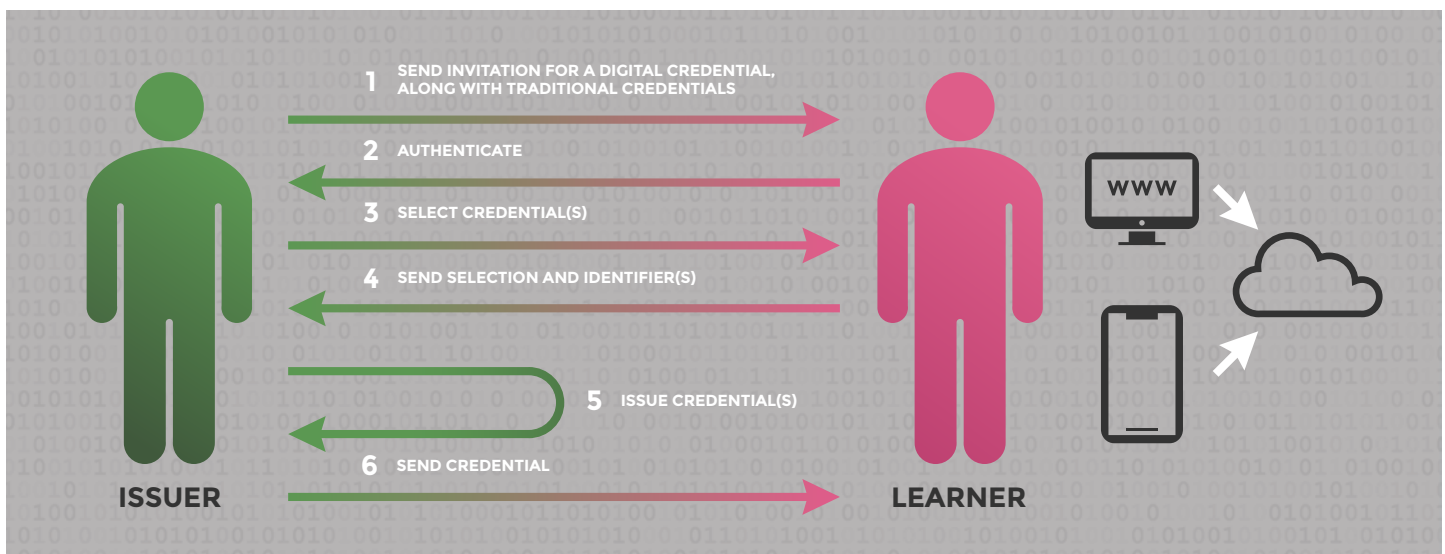 1 SEND INVITATION FOR A DIGITAL CREDENTIAL,
ALONG WITH TRADITIONAL CREDENTIALS
2 AUTHENTICATE
3 SELECT CREDENTIAL(S)
4 SEND SELECTION AND IDENTIFIER(S)
5 ISSUE CREDENTIAL(S)
6 SEND CREDENTIAL
ISSUER
LEARNER
WWW